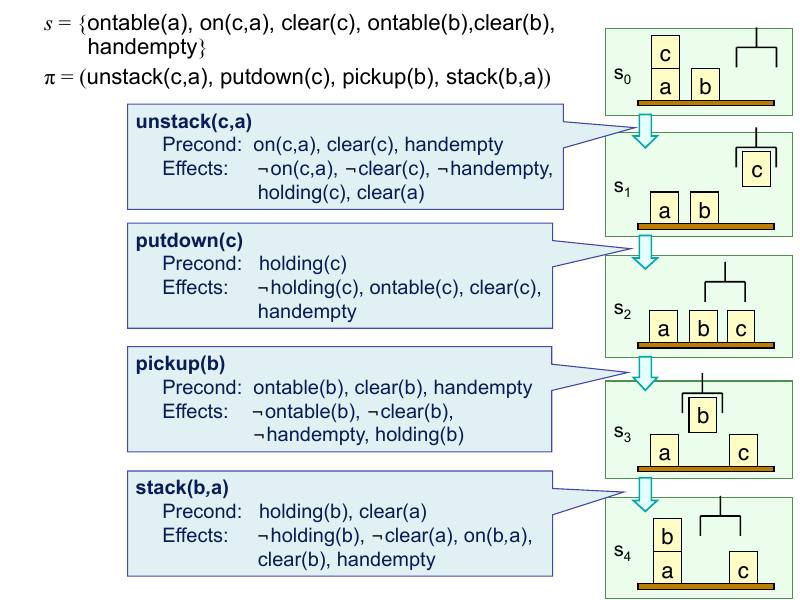 s = {ontable(a), on(c,a), clear(c), ontable(b),clear(b),
handempty}
π = (unstack(c,a), putdown(c), pickup(b), stack(b,a))
unstack(c,a)
Precond: on(c,a), clear(c), handempty
Effects: ¬on(c,a), ¬clear(c), ¬handempty,
holding(c), clear(a)
putdown(c)
Precond: holding(c)
Effects: ¬holding(c), ontable(c), clear(c),
handempty
pickup(b)
Precond: ontable(b), clear(b), handempty
Effects: ¬ontable(b), ¬clear(b),
¬handempty, holding(b)
stack(b,a)
Precond: holding(b), clear(a)
Effects: ¬holding(b), ¬clear(a), on(b,a),
clear(b), handempty
s0
c
a b
s1
c
a b
s2
a b c
s3
b
a c
s4
b
a c